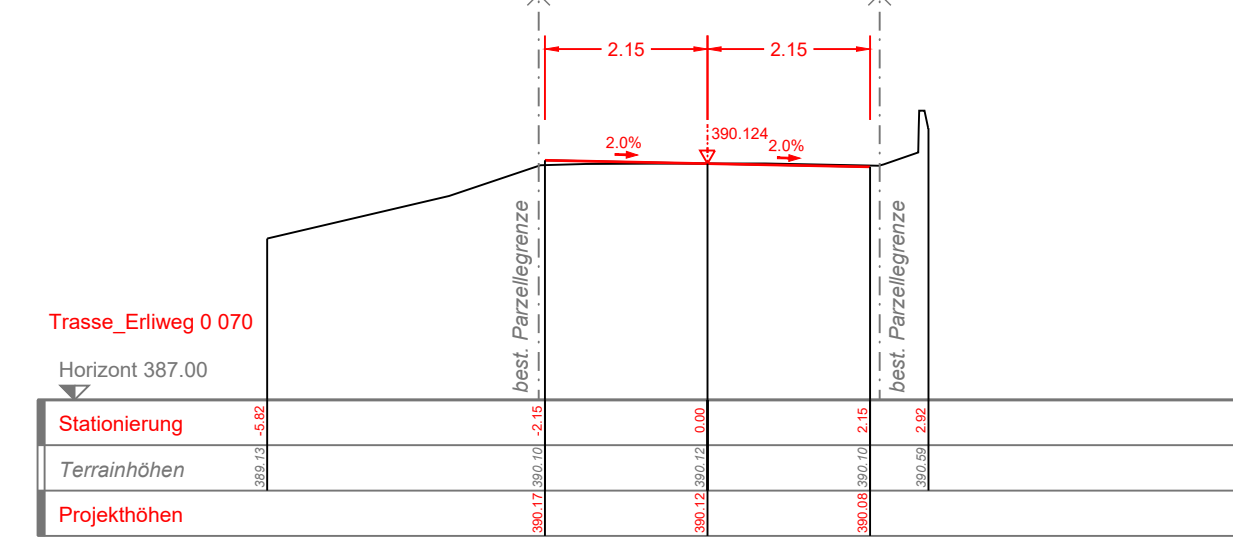 2.15 2.15
390.124
2.0% 2.0%
best. Parzellegrenze
best. Parzellegrenze
Trasse_Erliweg 0 070
Horizont 387.00
Stationierung -5.82 -2.15 0.00 2.15 2.92
Terrainhöhen 389.13 390.10 390.12 390.10 390.59
Projekthöhen 390.17 390.12 390.08